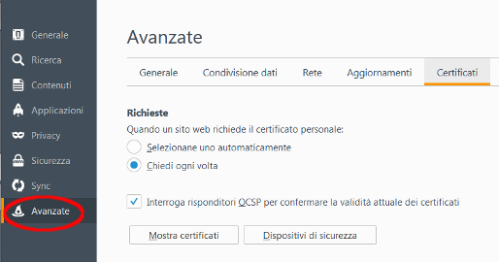 Generale
Ricerca
Contenuti
Applicazioni
Privacy
Sicurezza
Sync
Avanzate
Avanzate
Generale Condivisione dati Rete Aggiornamenti Certificati
Richieste
Quando un sito web richiede il certificato personale:
Selezionane uno automaticamente
Chiedi ogni volta
Interroga risponditori OCSP per confermare la validità attuale dei certificati
Mostra certificati Dispositivi di sicurezza